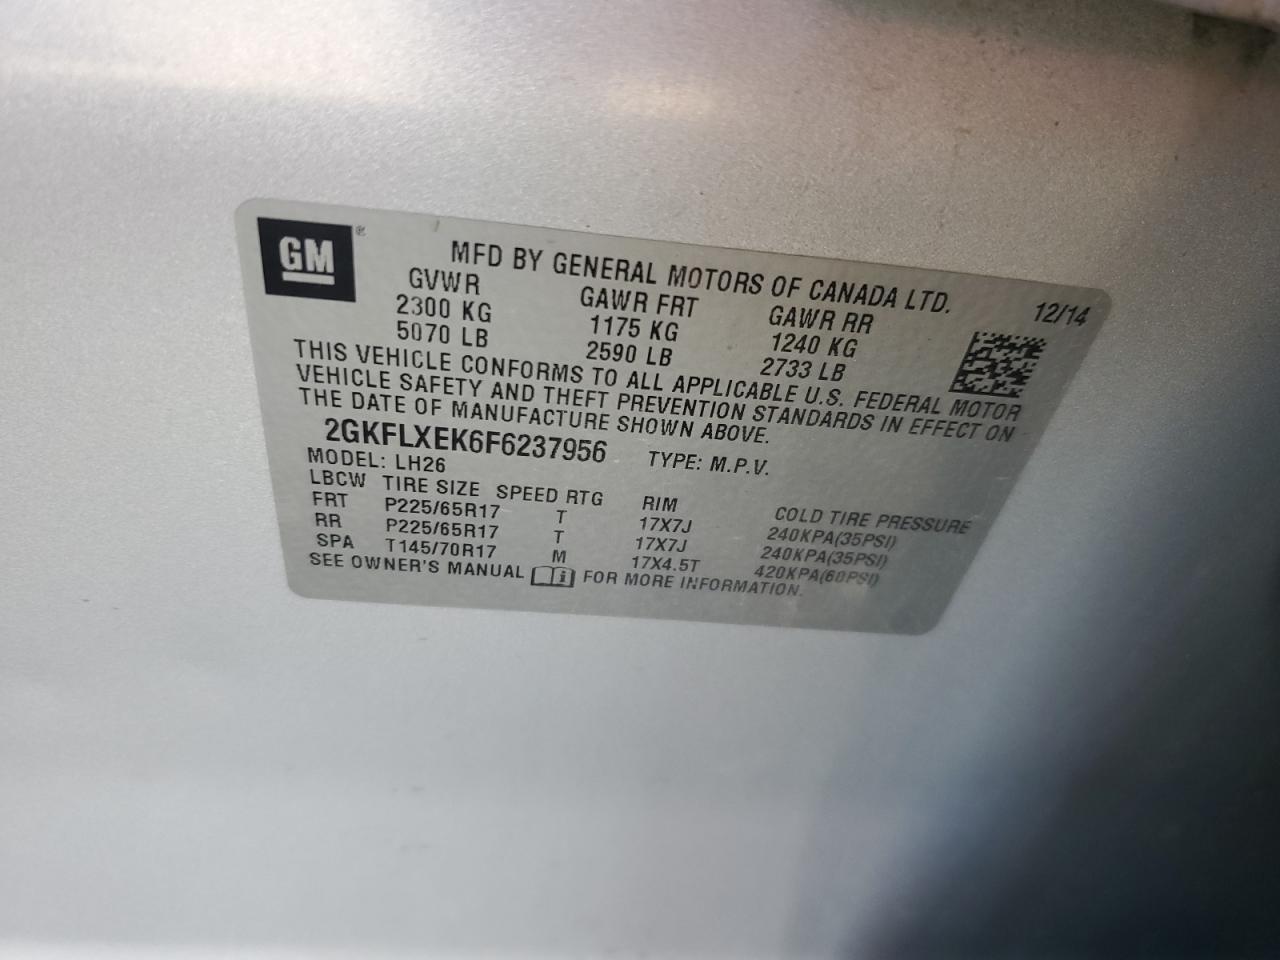 GM ®
MFD BY GENERAL MOTORS OF CANADA LTD. 12/14
GVWR GAWR FRT GAWR RR
2300 KG 1175 KG 1240 KG
5070 LB 2590 LB 2733 LB
THIS VEHICLE CONFORMS TO ALL APPLICABLE U.S. FEDERAL MOTOR
VEHICLE SAFETY AND THEFT PREVENTION STANDARDS IN EFFECT ON
THE DATE OF MANUFACTURE SHOWN ABOVE.
2GKFLXEK6F6237956 TYPE: M.P.V.
MODEL: LH26
LBCW TIRE SIZE SPEED RTG RIM COLD TIRE PRESSURE
FRT P225/65R17 T 17X7J 240KPA(35PSI)
RR P225/65R17 T 17X7J 240KPA(35PSI)
SPA T145/70R17 M 17X4.5T 420KPA(60PSI)
SEE OWNER'S MANUAL i FOR MORE INFORMATION.